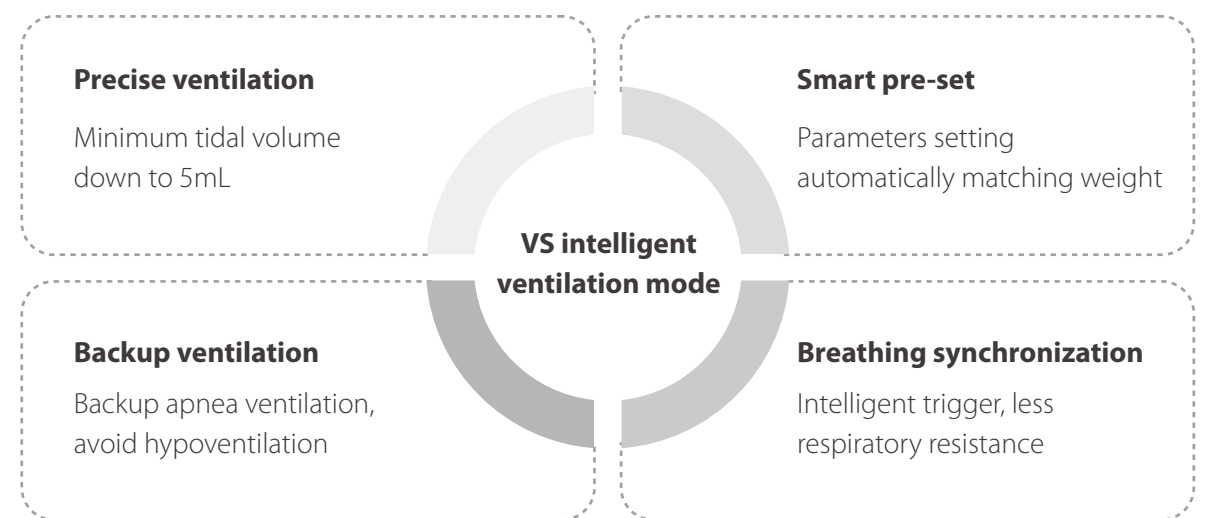 Precise ventilation
Minimum tidal volume
down to 5mL
Smart pre-set
Parameters setting
automatically matching weight
VS intelligent
ventilation mode
Backup ventilation
Backup apnea ventilation,
avoid hypoventilation
Breathing synchronization
Intelligent trigger, less
respiratory resistance